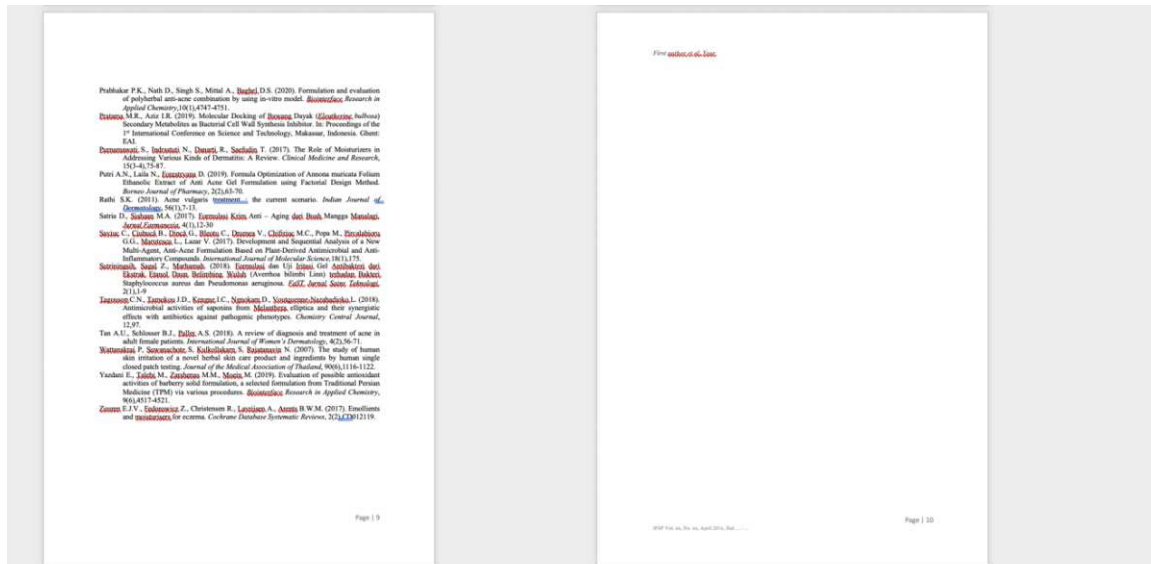 Prabhakar P.K., Nath D., Singh S., Mittal A., Baghel D.S. (2020). Formulation and evaluation
of polyherbal anti-acne combination by using in-vitro model. Biointerface Research in
Applied Chemistry,10(1),4747-4751.
Pratama M.R., Aziz I.R. (2019). Molecular Docking of Bawang Dayak (Eleutherine bulbosa)
Secondary Metabolites as Bacterial Cell Wall Synthesis Inhibitor. In: Proceedings of the
1st International Conference on Science and Technology, Makassar, Indonesia. Ghent:
EAI.
Purnamawati S., Indrastuti N., Danarti R., Saefudin T. (2017). The Role of Moisturizers in
Addressing Various Kinds of Dermatitis: A Review. Clinical Medicine and Research,
15(3-4),75-87.
Putri A.N., Laila N., Forestryana D. (2019). Formula Optimization of Annona muricata Folium
Ethanolic Extract of Anti Acne Gel Formulation using Factorial Design Method.
Borneo Journal of Pharmacy, 2(2),65-70.
Rathi S.K. (2011). Acne vulgaris treatment : the current scenario. Indian Journal of
Dermatology, 56(1),7-13.
Satria D., Siahaan M.A. (2017). Formulasi Krim Anti – Aging dari Buah Mangga Manalagi,
Jurnal Farmanesia, 4(1),12-30
Saviuc C., Ciubucă B., Dincă G., Bleotu C., Drumea V., Chifiriuc M.C., Popa M., Pircalabioru
G.G., Marutescu L., Lazar V. (2017). Development and Sequential Analysis of a New
Multi-Agent, Anti-Acne Formulation Based on Plant-Derived Antimicrobial and Anti-
Inflammatory Compounds. International Journal of Molecular Science,18(1),175.
Z., (2018). Formulasi dan Uji Iritasi Gel Antibakteri dari
Ekstrak Etanol Daun Belimbing Wuluh (Averrhoa bilimbi Linn) terhadap Bakteri
Staphylococcus aureus dan Pseudomonas aeruginosa. Jurnal Sains Teknologi,
2(1),1-9
Tagousop C.N., Tamokou J.D., Kengne I.C., Ngnokam D., Voutquenne-Nazabadioko L. (2018).
Antimicrobial activities of saponins from Melanthera elliptica and their synergistic
effects with antibiotics against pathogenic phenotypes. Chemistry Central Journal,
12,97.
Tan A.U., Schlosser B.J., Paller A.S. (2018). A review of diagnosis and treatment of acne in
adult female patients. International Journal of Women's Dermatology, 4(2),56-71.
Wattanakrai P, Suwanachote S, Kulkollakarn S, Rajatanavin N. (2007). The study of human
skin irritation of a novel herbal skin care product and ingredients by human single
closed patch testing. Journal of the Medical Association of Thailand, 90(6),1116-1122.
Yazdani E., Talebi M., Zarshenas M.M., Moein M. (2019). Evaluation of possible antioxidant
activities of barberry solid formulation, a selected formulation from Traditional Persian
Medicine (TPM) via various procedures. Biointerface Research in Applied Chemistry,
9(6),4517-4521.
Zuuren E.J.V., Fedorowicz Z., Christensen R., Lavrijsen A., Arents B.W.M. (2017). Emollients
and moisturisers for eczema. Cochrane Database Systematic Reviews, 2(2),CD012119.
Page | 9
First author et al. Year.
Page | 10